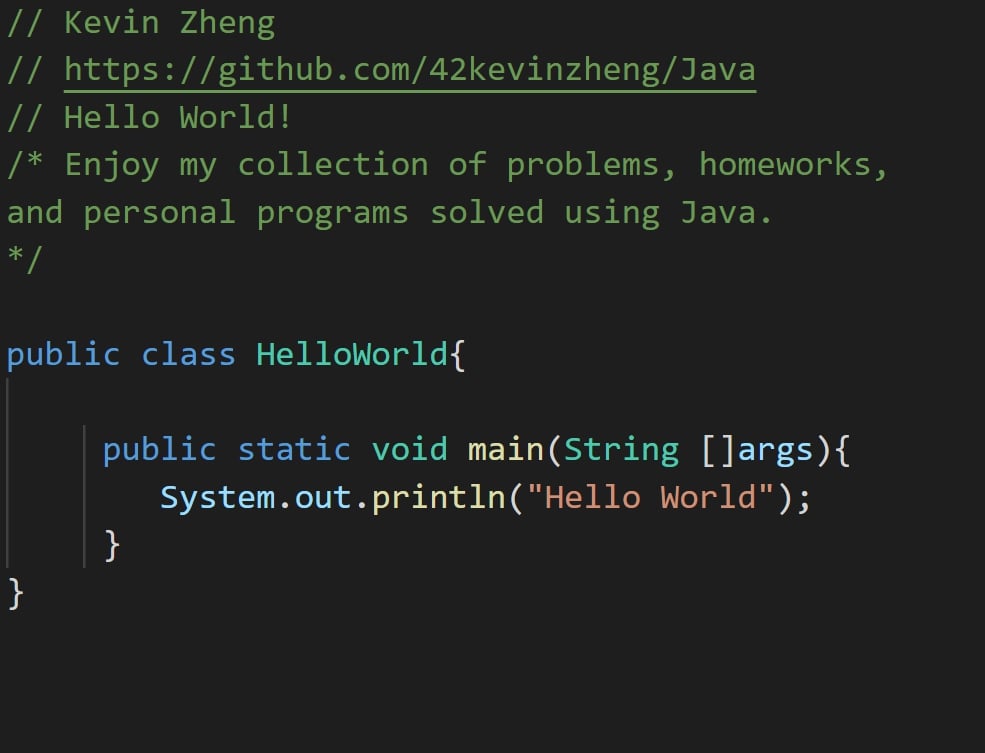 // Kevin Zheng
// https://github.com/42kevinzheng/Java
// Hello World!
/* Enjoy my collection of problems, homeworks,
and personal programs solved using Java.
*/
public class HelloWorld{
public static void main(String []args){
System.out.println("Hello World");
}
}